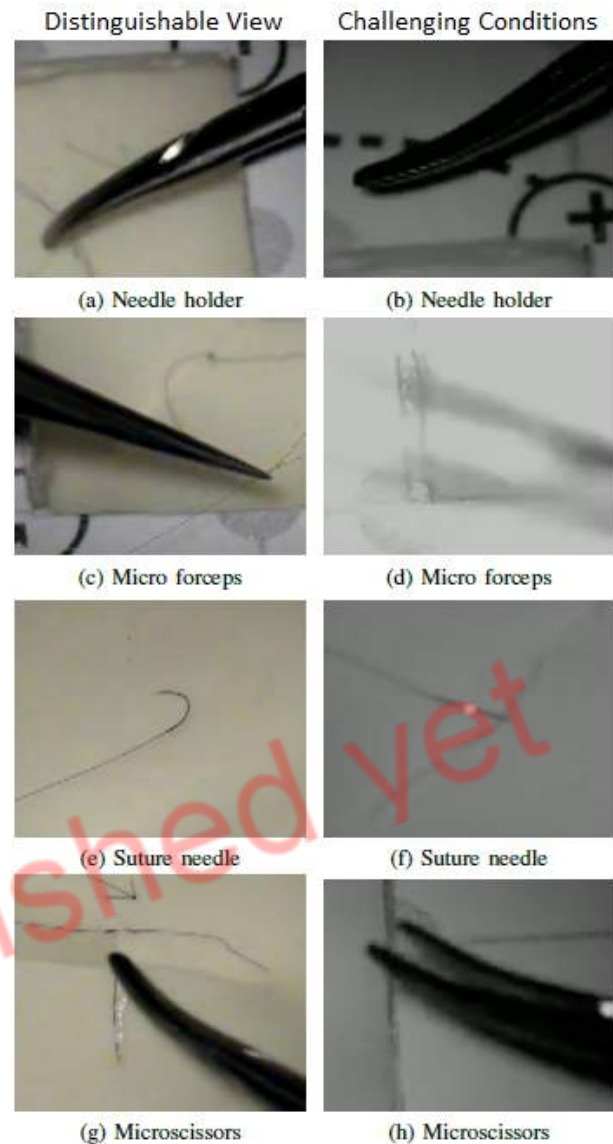 Distinguishable View Challenging Conditions
(a) Needle holder (b) Needle holder
(c) Micro forceps (d) Micro forceps
(e) Suture needle (f) Suture needle
(g) Microscissors (h) Microscissors
ished yet